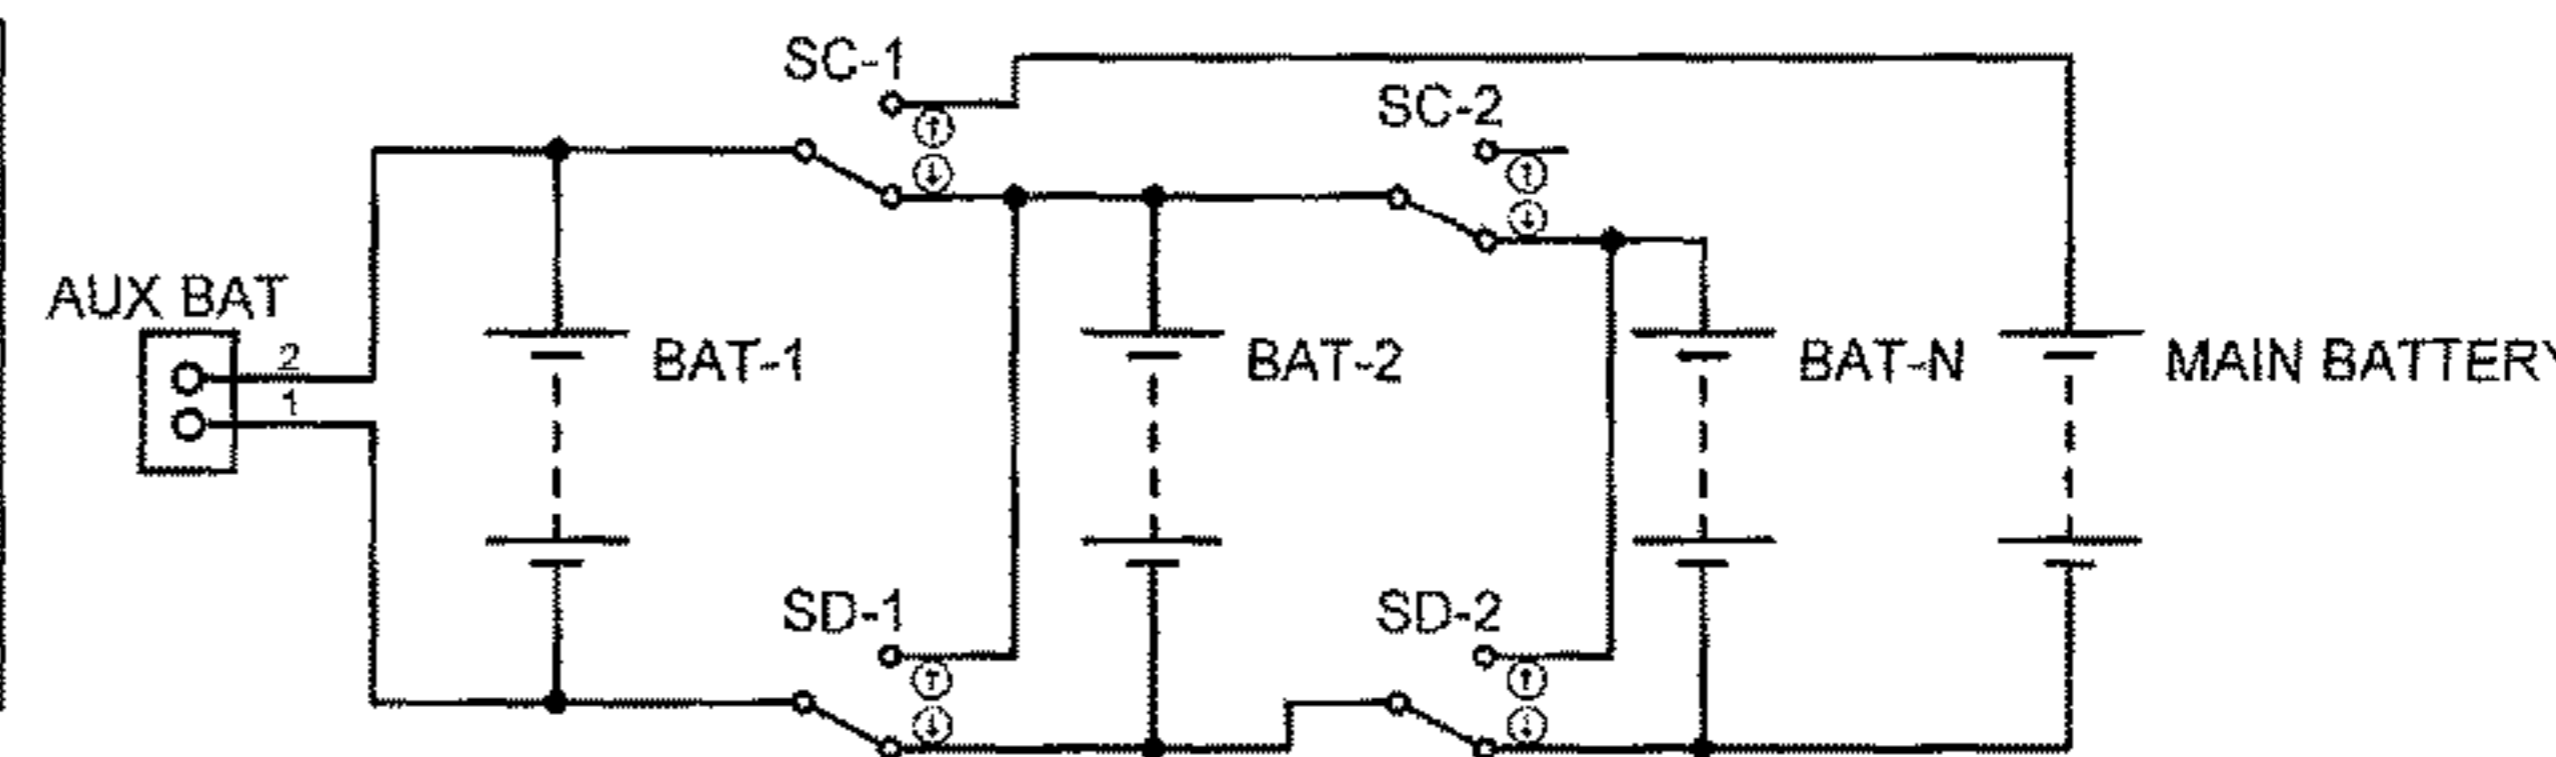 SC-1
SC-2
AUX BAT
2
1
BAT-1
BAT-2
BAT-N
MAIN BATTERY
SD-1
SD-2